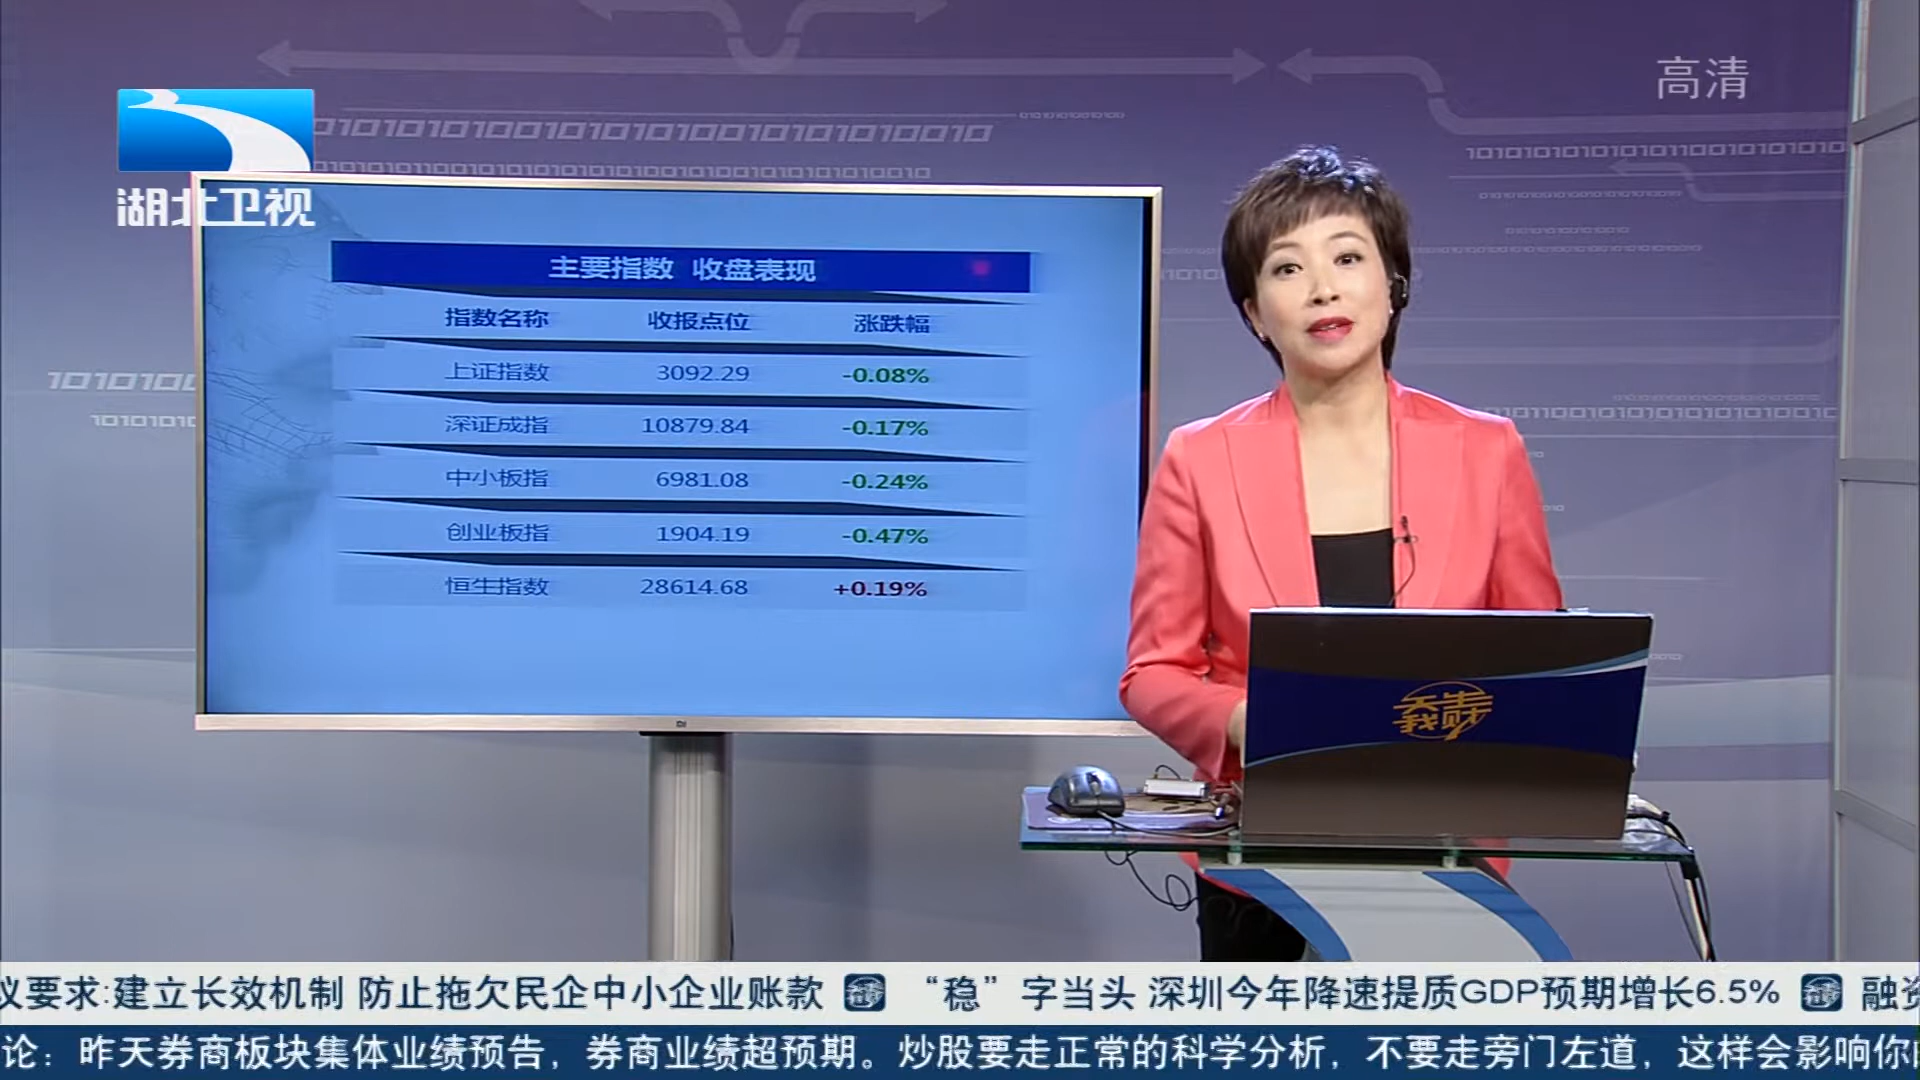 高清
湖北卫视
主要指数 收盘表现
指数名称 收报点位 涨跌幅
上证指数 3092.29 -0.08%
深证成指 10879.84 -0.17%
中小板指 6981.08 -0.24%
创业板指 1904.19 -0.47%
恒生指数 28614.68 +0.19%
天生我财
议要求:建立长效机制 防止拖欠民企中小企业账款 “稳”字当头 深圳今年降速提质GDP预期增长6.5% 融资
论：昨天券商板块集体业绩预告，券商业绩超预期。炒股要走正常的科学分析，不要走旁门左道，这样会影响你